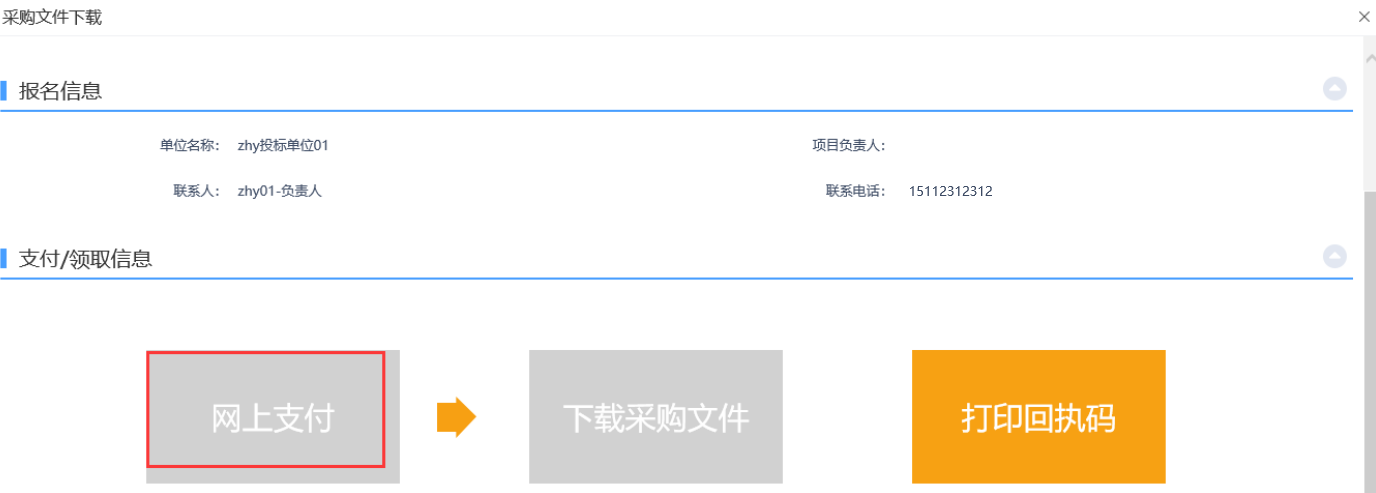 采购文件下载
报名信息
单位名称： zhy投标单位01 项目负责人：
联系人： zhy01-负责人 联系电话： 15112312312
支付/领取信息
网上支付 下载采购文件 打印回执码